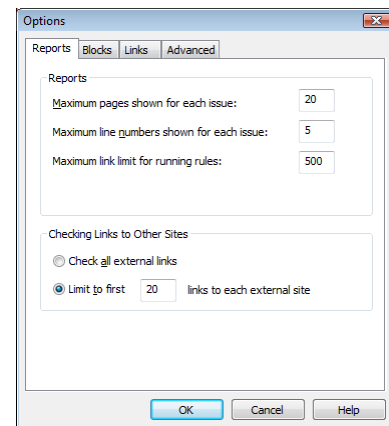 Options
Reports Blocks Links Advanced
Reports
Maximum pages shown for each issue: 20
Maximum line numbers shown for each issue: 5
Maximum link limit for running rules: 500
Checking Links to Other Sites
Check all external links
Limit to first 20 links to each external site
OK Cancel Help